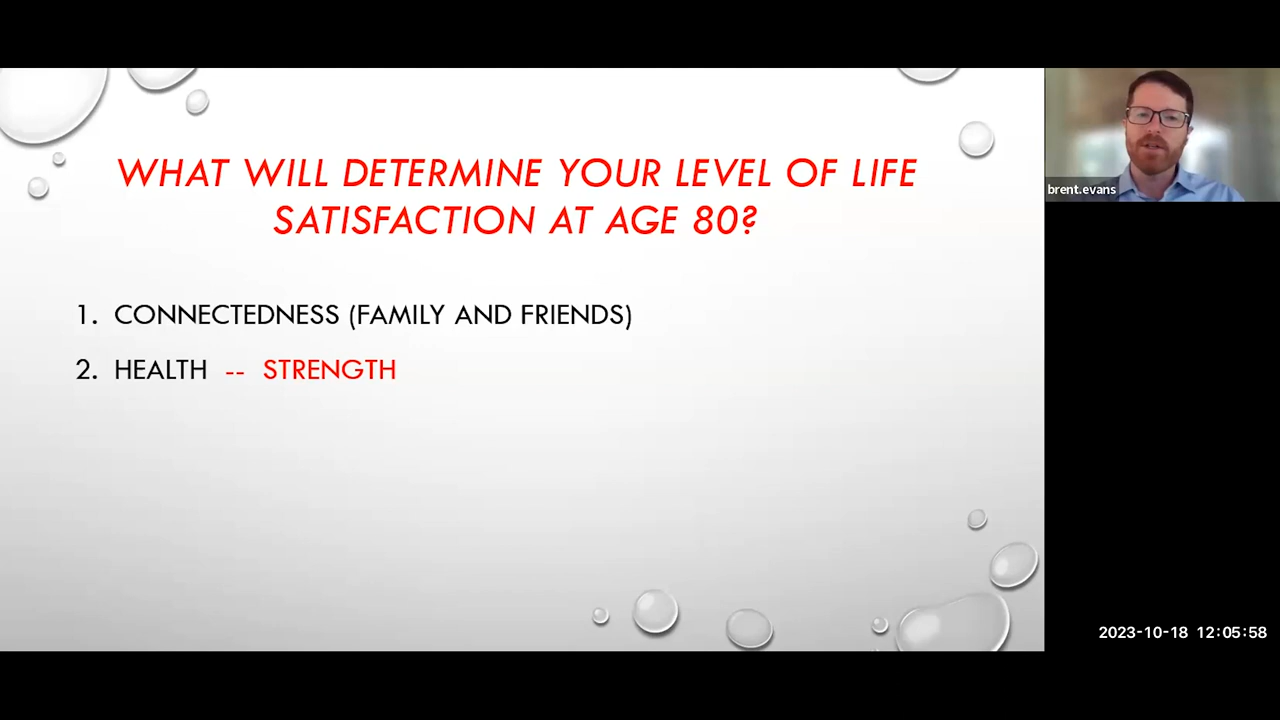 WHAT WILL DETERMINE YOUR LEVEL OF LIFE
SATISFACTION AT AGE 80?
1. CONNECTEDNESS (FAMILY AND FRIENDS)
2. HEALTH -- STRENGTH
brent.evans
2023-10-18 12:05:58